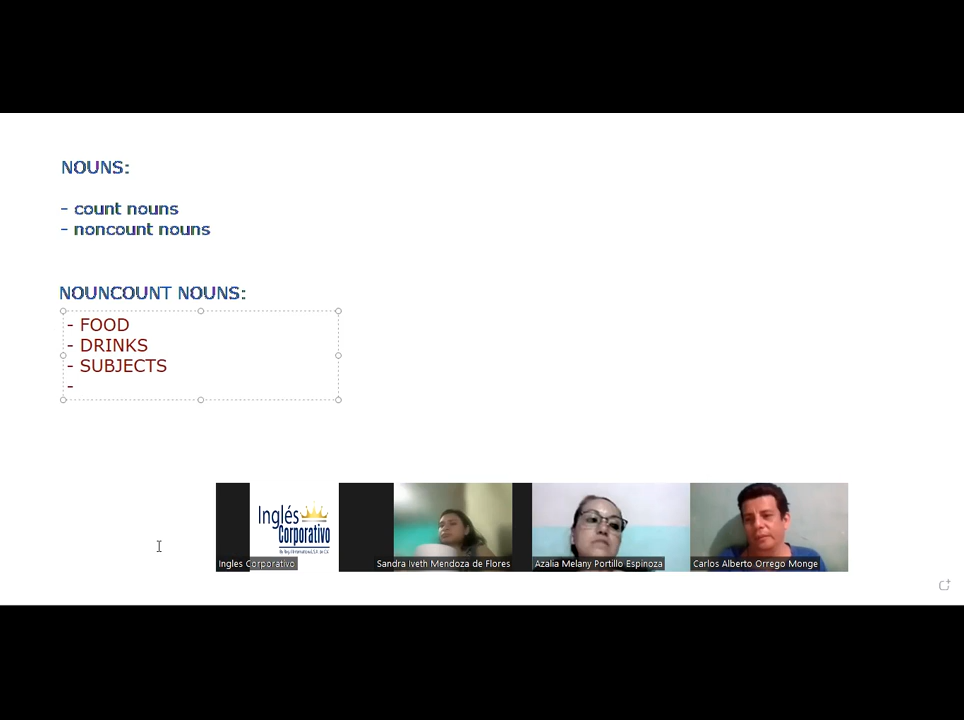 NOUNS:
- count nouns
- noncount nouns
NOUNCOUNT NOUNS:
- FOOD
- DRINKS
- SUBJECTS
-
Inglés
Corporativo
Ingles Corporativo
Sandra Iveth Mendoza de Flores
Azalia Melany Portillo Espinoza
Carlos Alberto Orrego Monge